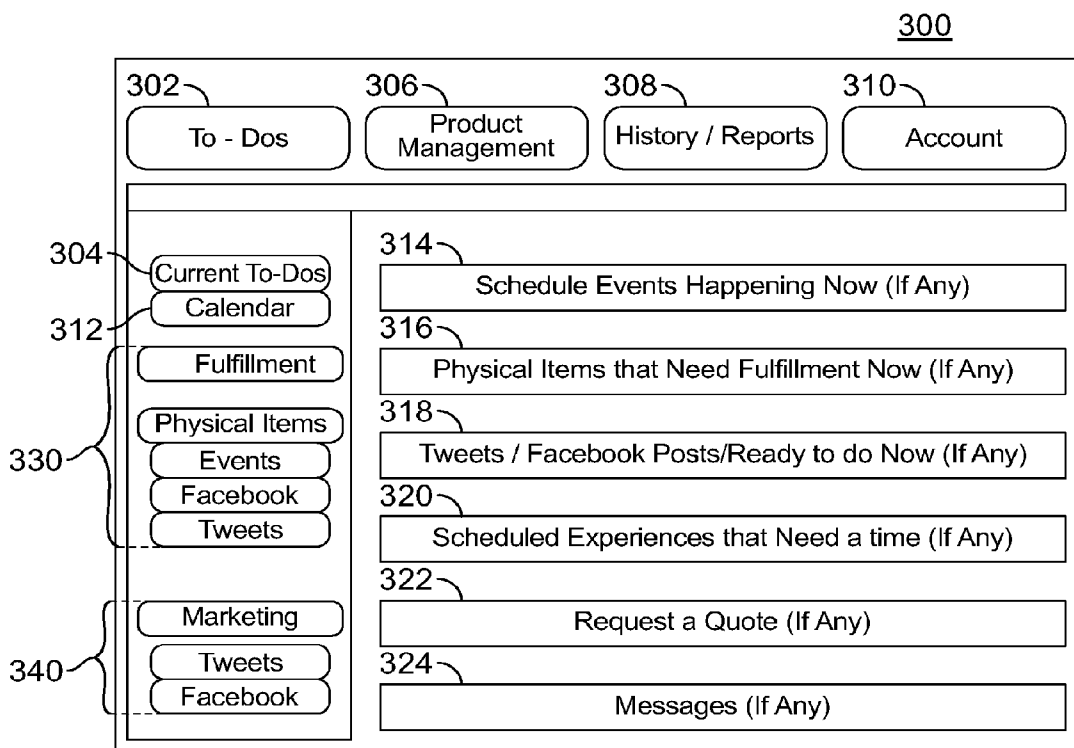 300
302
306
308
310
To - Dos
Product
Management
History / Reports
Account
304
Current To-Dos
312
Calendar
330
Fulfillment
Physical Items
Events
Facebook
Tweets
340
Marketing
Tweets
Facebook
314
Schedule Events Happening Now (If Any)
316
Physical Items that Need Fulfillment Now (If Any)
318
Tweets / Facebook Posts/Ready to do Now (If Any)
320
Scheduled Experiences that Need a time (If Any)
322
Request a Quote (If Any)
324
Messages (If Any)